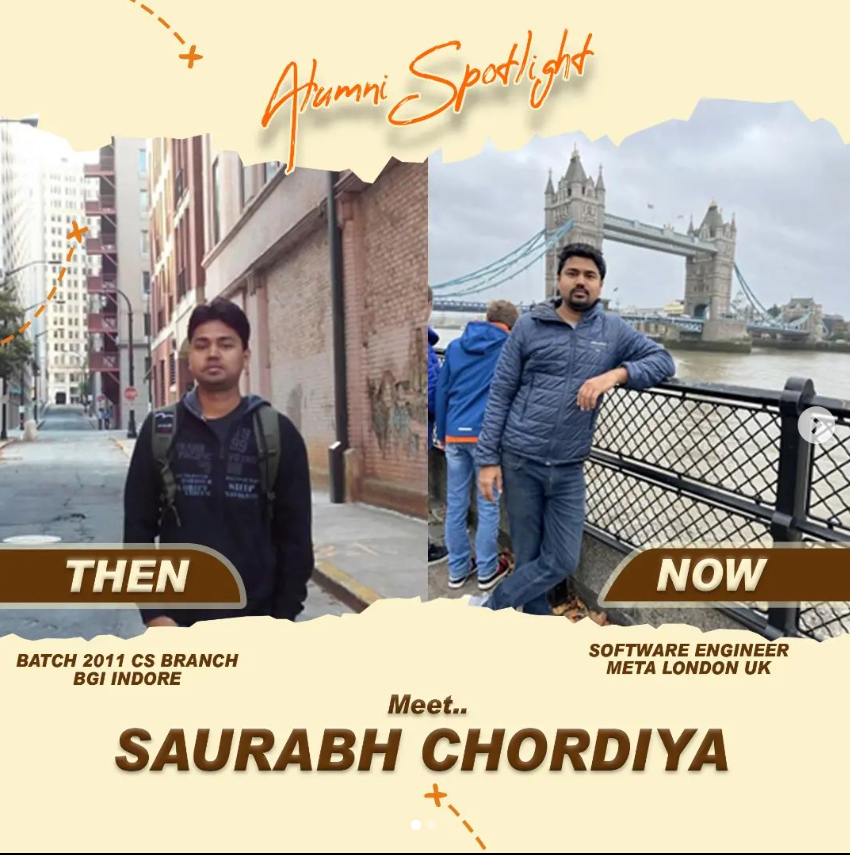 Alumni Spotlight
THEN
NOW
BATCH 2011 CS BRANCH
BGI INDORE
SOFTWARE ENGINEER
META LONDON UK
Meet..
SAURABH CHORDIYA